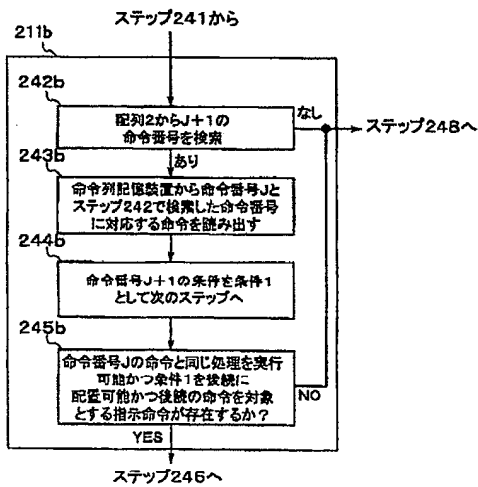 ステップ241から
211b
242b
配列2からJ+1の
命令番号を検索
なし
ステップ248へ
あり
243b
命令列記憶装置から命令番号Jと
ステップ242で検索した命令番号
に対応する命令を読み出す
244b
命令番号J+1の条件を条件1
として次のステップへ
245b
命令番号Jの命令と同じ処理を実行
可能かつ条件1を後続に
配置可能かつ後続の命令を対象
とする指示命令が存在するか?
NO
YES
ステップ246へ